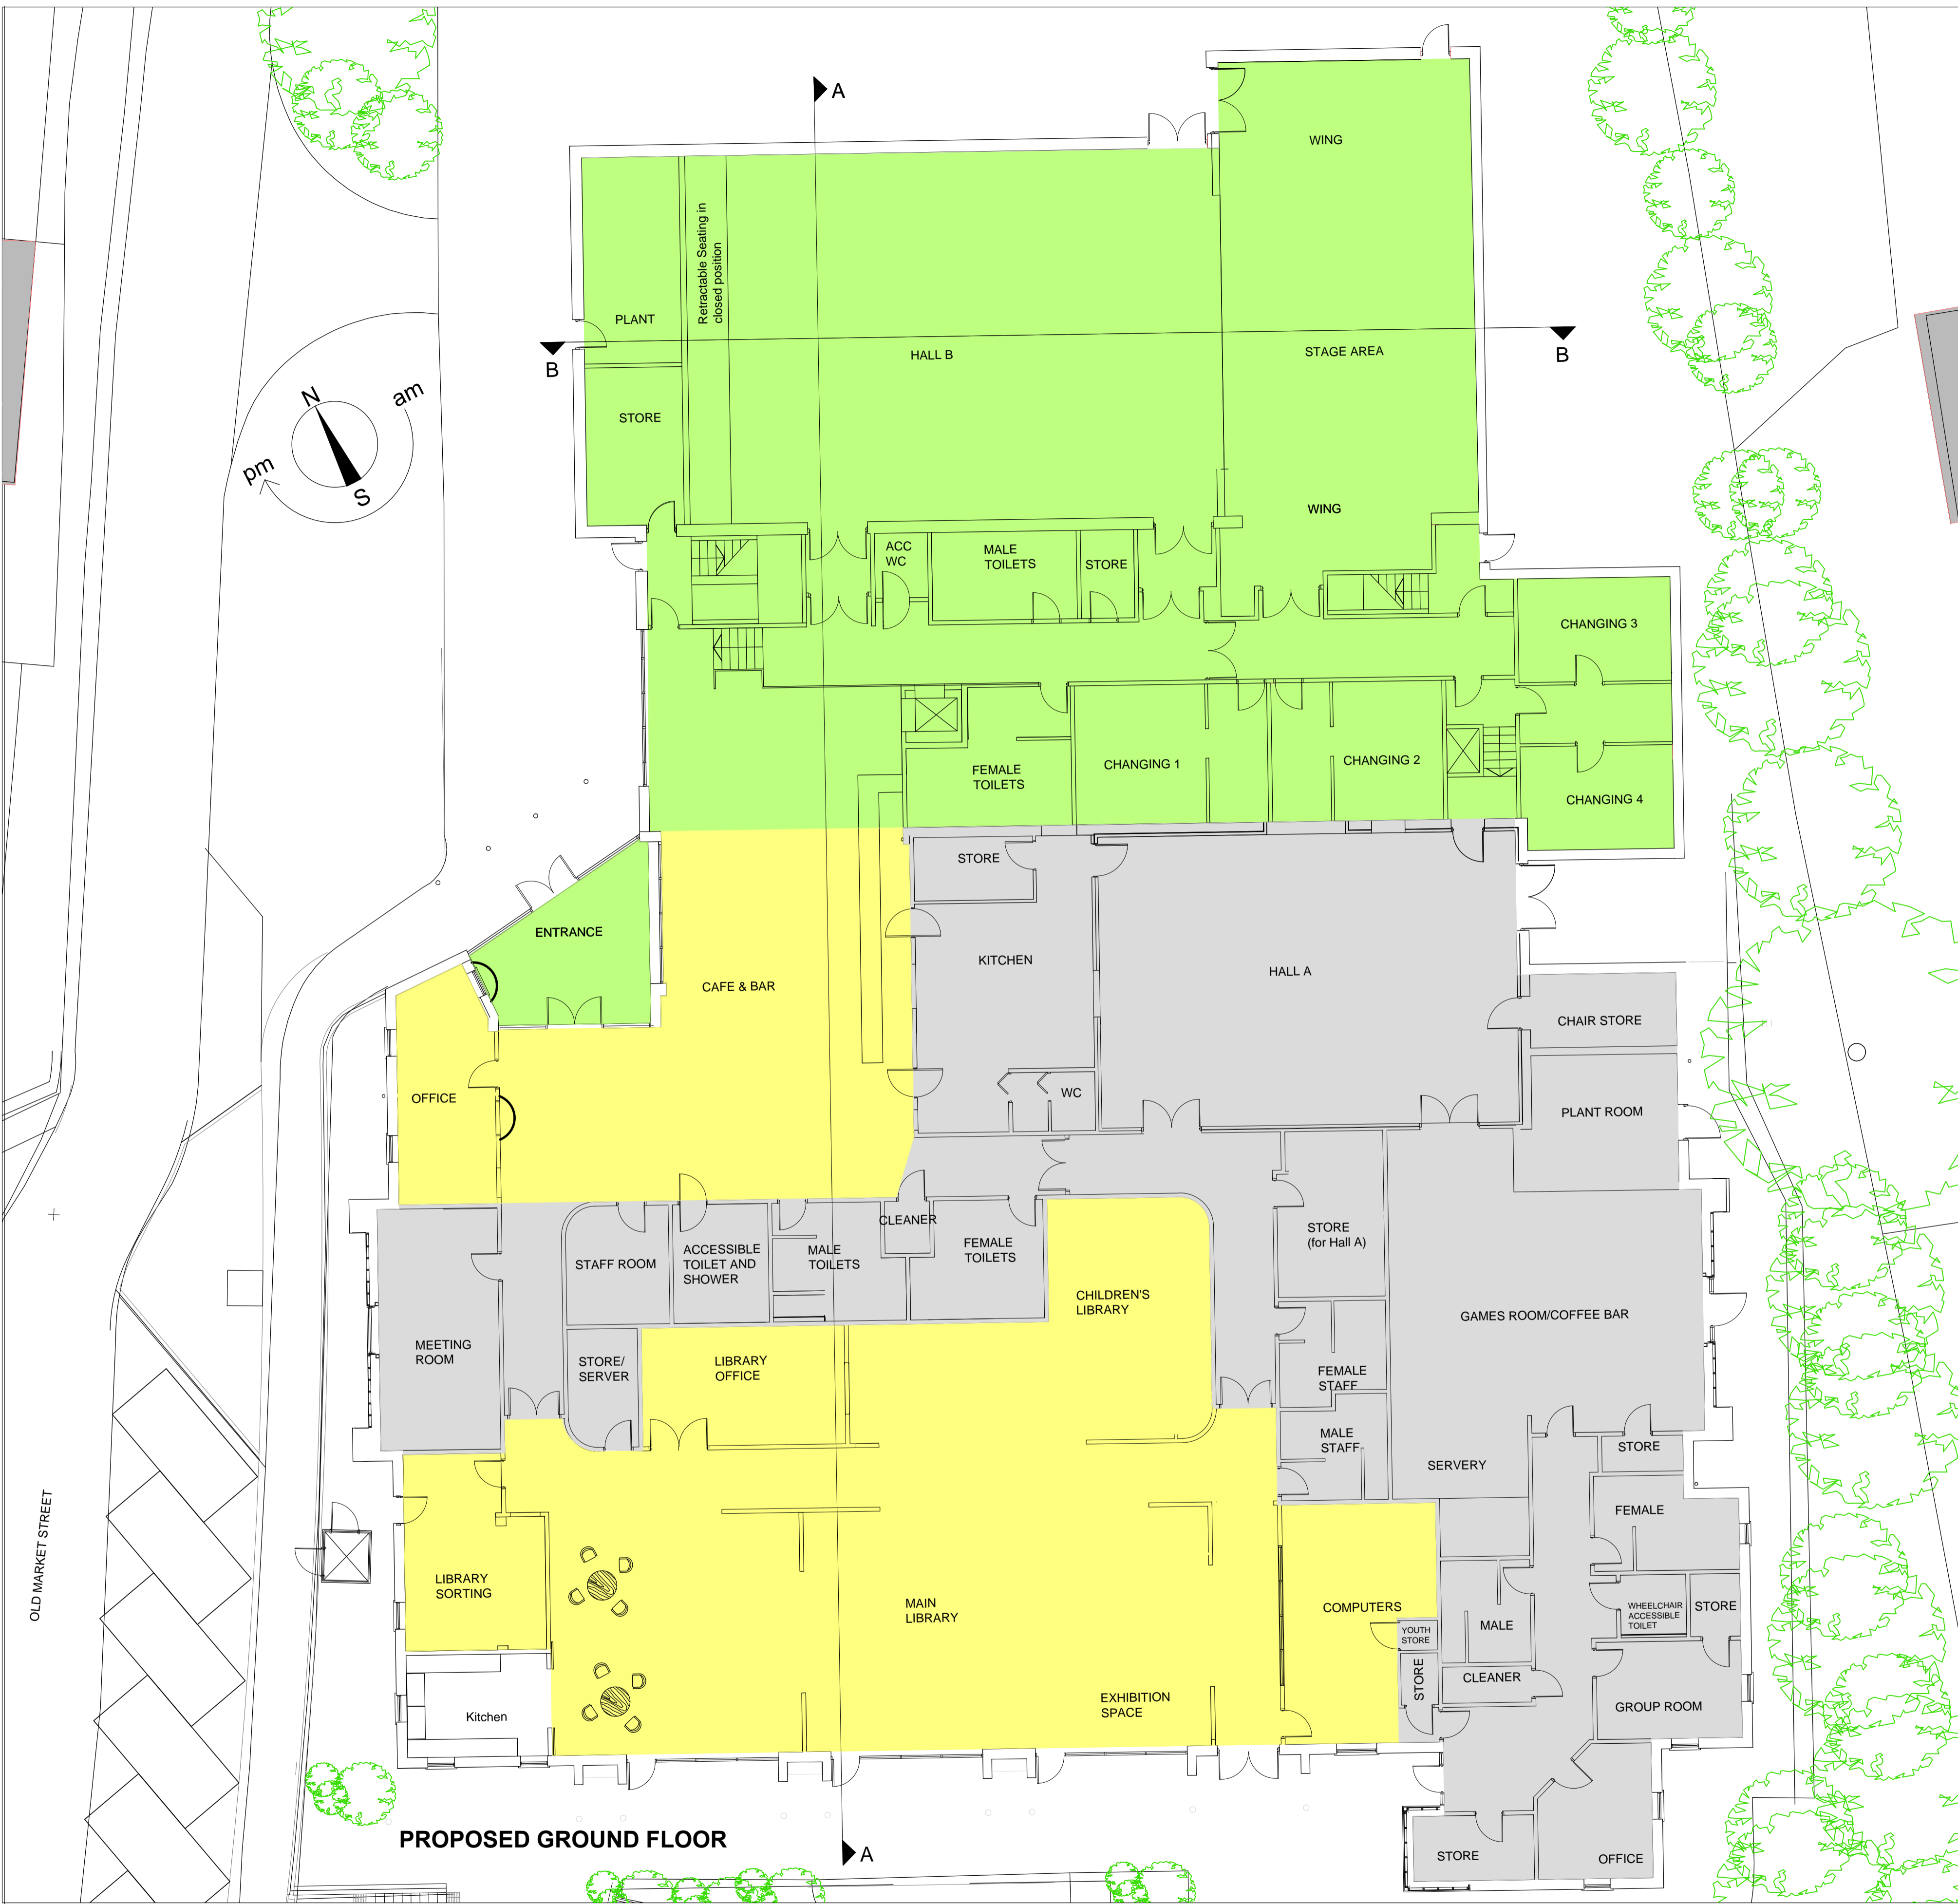 A
WING
Retractable Seating in
closed position
PLANT
B
HALL B
STAGE AREA
B
N
am
pm
S
STORE
WING
ACC
WC
MALE
TOILETS
STORE
CHANGING 3
FEMALE
TOILETS
CHANGING 1
CHANGING 2
CHANGING 4
STORE
ENTRANCE
KITCHEN
HALL A
CAFE & BAR
CHAIR STORE
OFFICE
WC
PLANT ROOM
CLEANER
STAFF ROOM
ACCESSIBLE
TOILET AND
SHOWER
MALE
TOILETS
FEMALE
TOILETS
STORE
(for Hall A)
CHILDREN'S
LIBRARY
GAMES ROOM/COFFEE BAR
MEETING
ROOM
STORE/
SERVER
LIBRARY
OFFICE
FEMALE
STAFF
MALE
STAFF
STORE
SERVERY
FEMALE
OLD MARKET STREET
LIBRARY
SORTING
MAIN
LIBRARY
COMPUTERS
YOUTH
STORE
MALE
WHEELCHAIR
ACCESSIBLE
TOILET
STORE
STORE
CLEANER
Kitchen
EXHIBITION
SPACE
GROUP ROOM
PROPOSED GROUND FLOOR
A
STORE
OFFICE